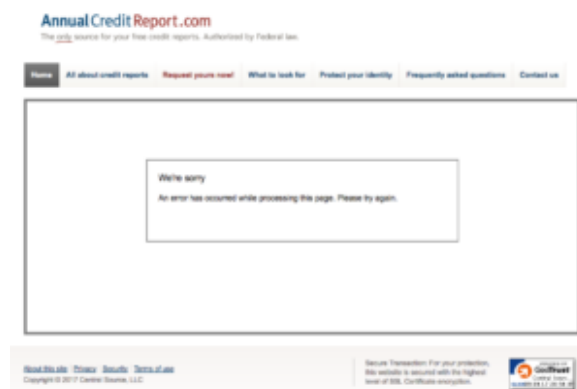 AnnualCreditReport.com
The only source for your free credit reports. Authorized by Federal law.
Home All about credit reports Request yours now! What to look for Protect your identity Frequently asked questions Contact us
We're sorry
An error has occurred while processing this page. Please try again.
About this site Privacy Security Terms of use
Copyright © 2017 Central Source, LLC
Secure Transaction: For your protection,
this website is secured with the highest
level of SSL Certificate encryption.
GeoTrust